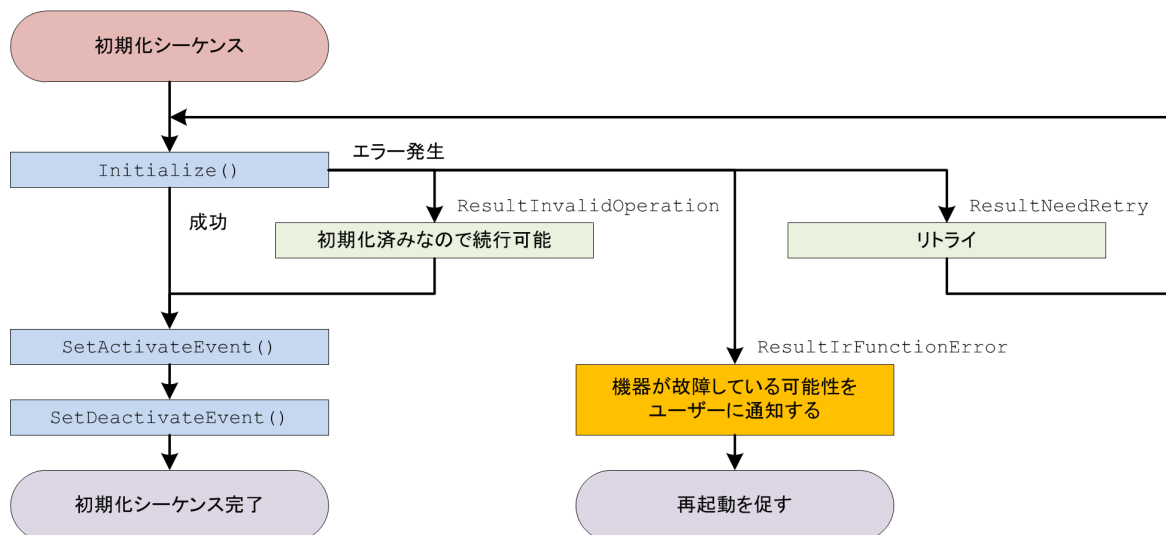 初期化シーケンス
Initialize()
エラー発生
成功
ResultInvalidOperation
初期化済みなので続行可能
ResultNeedRetry
リトライ
SetActivateEvent()
ResultIrFunctionError
機器が故障している可能性を
ユーザーに通知する
SetDeactivateEvent()
初期化シーケンス完了
再起動を促す